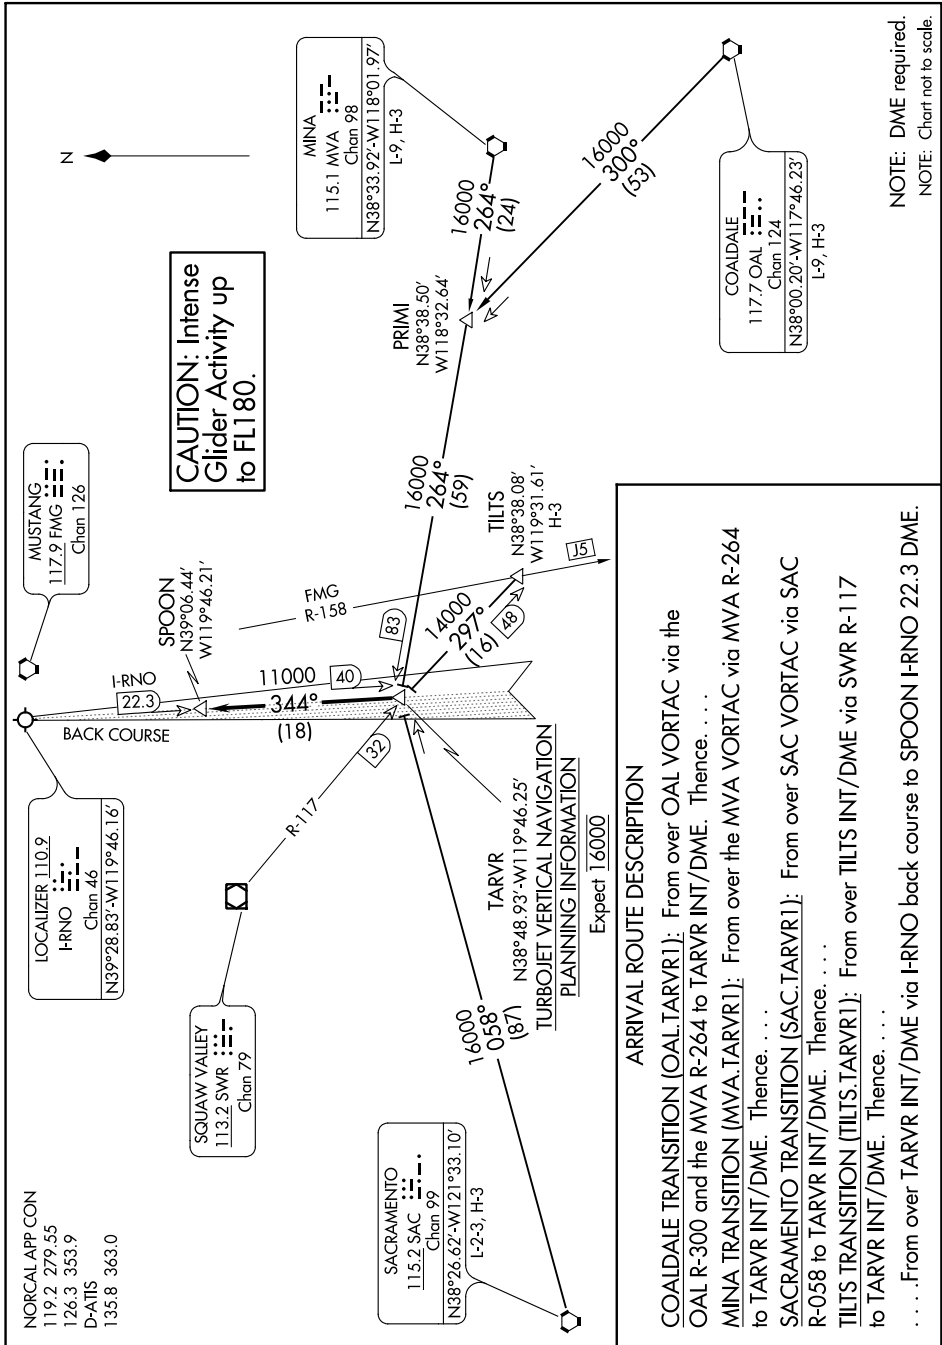 NORCAL APP CON
119.2 279.55
126.3 353.9
D-ATIS
135.8 363.0
LOCALIZER 110.9
I-RNO
Chan 46
N39°28.83'-W119°46.16'
MUSTANG
117.9 FMG
Chan 126
N
SQUAW VALLEY
113.2 SWR
Chan 79
I-RNO
22.3
BACK COURSE
SPOON
N39°06.44'
W119°46.21'
CAUTION: Intense
Glider Activity up
to FL180.
MINA
115.1 MVA
Chan 98
N38°33.92'-W118°01.97'
L-9, H-3
11000
344°
(18)
40
R-117
32
FMG
R-158
83
SACRAMENTO
115.2 SAC
Chan 99
N38°26.62'-W121°33.10'
L-2-3, H-3
16000
058°
(87)
TARVR
N38°48.93'-W119°46.25'
TURBOJET VERTICAL NAVIGATION
PLANNING INFORMATION
Expect 16000
14000
297°
(16)
48
TILTS
N38°38.08'
W119°31.61'
H-3
J5
16000
264°
(59)
PRIMI
N38°38.50'
W118°32.64'
16000
264°
(24)
16000
300°
(53)
COALDALE
117.7 OAL
Chan 124
N38°00.20'-W117°46.23'
L-9, H-3
NOTE: DME required.
NOTE: Chart not to scale.
ARRIVAL ROUTE DESCRIPTION
COALDALE TRANSITION (OAL.TARVR1): From over OAL VORTAC via the
OAL R-300 and the MVA R-264 to TARVR INT/DME. Thence. . . .
MINA TRANSITION (MVA.TARVR1): From over the MVA VORTAC via MVA R-264
to TARVR INT/DME. Thence. . . .
SACRAMENTO TRANSITION (SAC.TARVR1): From over SAC VORTAC via SAC
R-058 to TARVR INT/DME. Thence. . . .
TILTS TRANSITION (TILTS.TARVR1): From over TILTS INT/DME via SWR R-117
to TARVR INT/DME. Thence. . . .
. . . .From over TARVR INT/DME via I-RNO back course to SPOON I-RNO 22.3 DME.